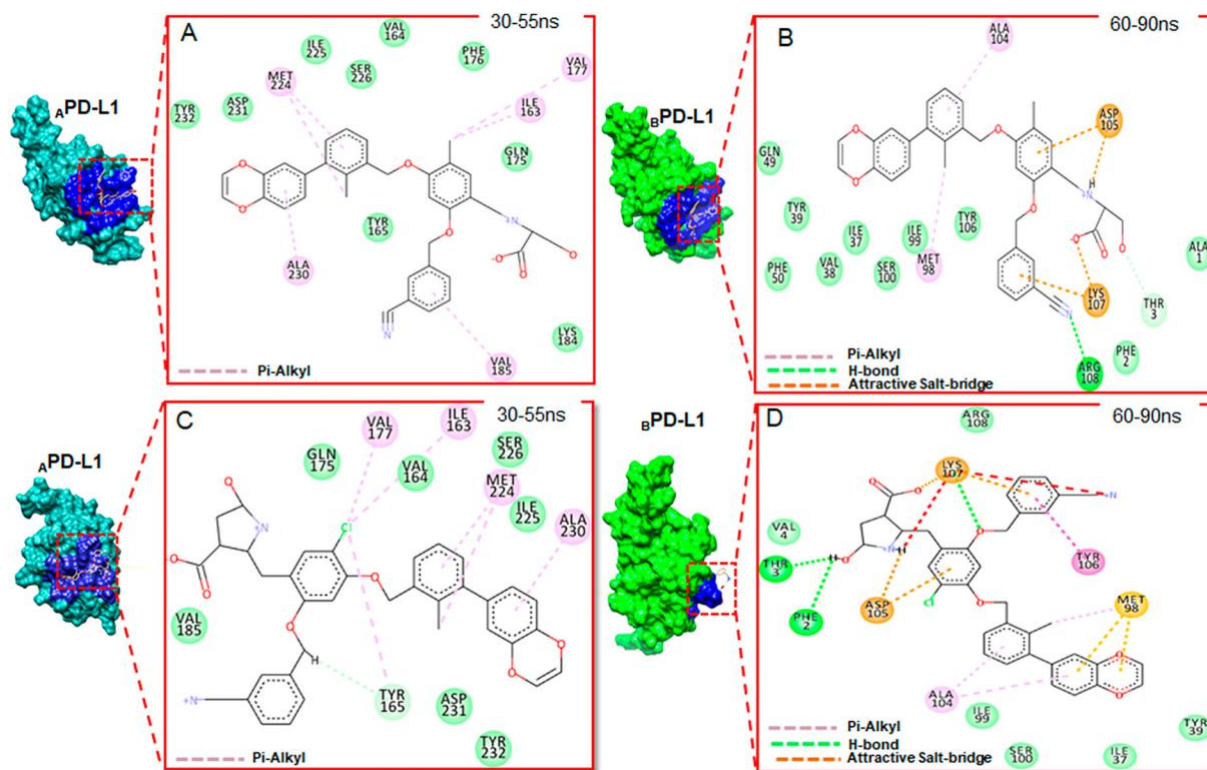 A
30-55ns
VAL
164
ILE
225
PHE
176
SER
226
VAL
177
MET
224
ILE
163
ASP
231
TYR
232
GLN
175
TYR
165
ALA
230
LYS
184
VAL
185
N
+N
O
O
O
O
O
O
Pi-Alkyl
APD-L1
B
60-90ns
ALA
104
ASP
105
GLN
49
TYR
39
ILE
37
ILE
99
TYR
106
PHE
50
VAL
38
SER
100
MET
98
ALA
1
LYS
107
THR
3
PHE
2
ARG
108
H
N
N
O
O
O
O
O
O
Pi-Alkyl
H-bond
Attractive Salt-bridge
BPD-L1
C
30-55ns
VAL
177
ILE
163
GLN
175
VAL
164
SER
226
MET
224
ILE
225
ALA
230
VAL
185
TYR
165
ASP
231
TYR
232
Cl
N
H
+N
O
O
O
O
O
O
Pi-Alkyl
APD-L1
D
60-90ns
ARG
108
LYS
107
VAL
4
THR
3
PHE
2
ASP
105
TYR
106
MET
98
ALA
104
ILE
99
SER
100
ILE
37
TYR
39
Cl
H
N
H
+N
O
O
O
O
O
O
Pi-Alkyl
H-bond
Attractive Salt-bridge
BPD-L1